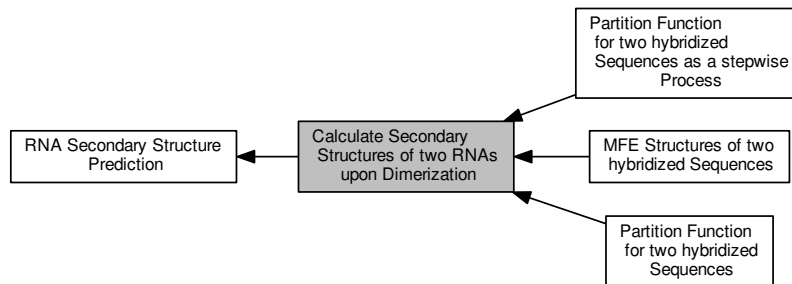 RNA Secondary Structure
Prediction
Calculate Secondary
Structures of two RNAs
upon Dimerization
Partition Function
for two hybridized
Sequences as a stepwise
Process
MFE Structures of two
hybridized Sequences
Partition Function
for two hybridized
Sequences